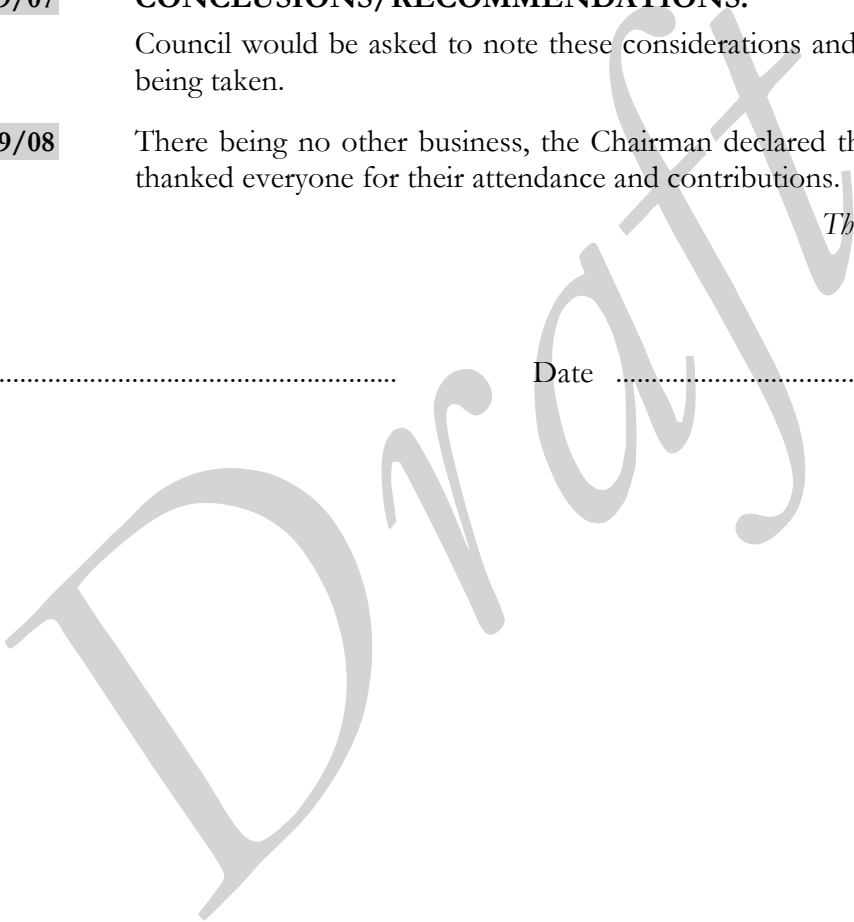 9/07 CONCLUSIONS/RECOMMENDATIONS.
Council would be asked to note these considerations and
being taken.
9/08 There being no other business, the Chairman declared th
thanked everyone for their attendance and contributions.
Th
.......................................................... Date ..................................
Draft